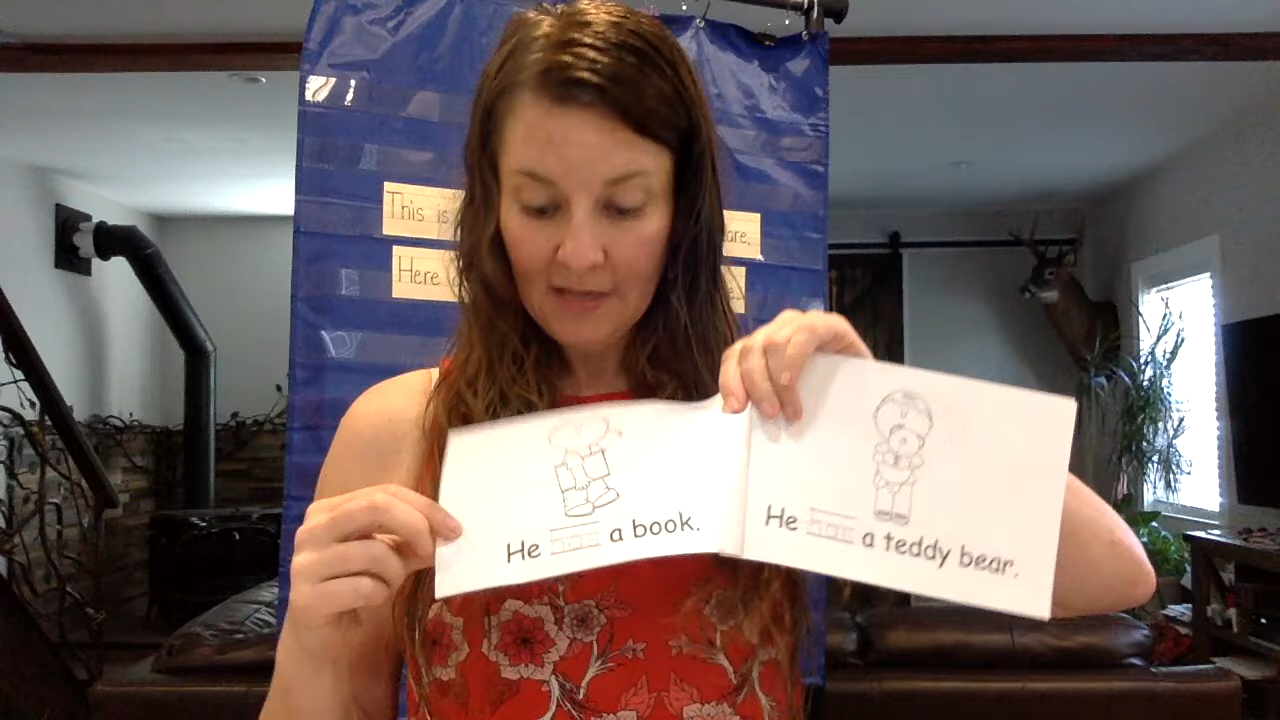 This is
are.
Here
He has a book.
He has a teddy bear.